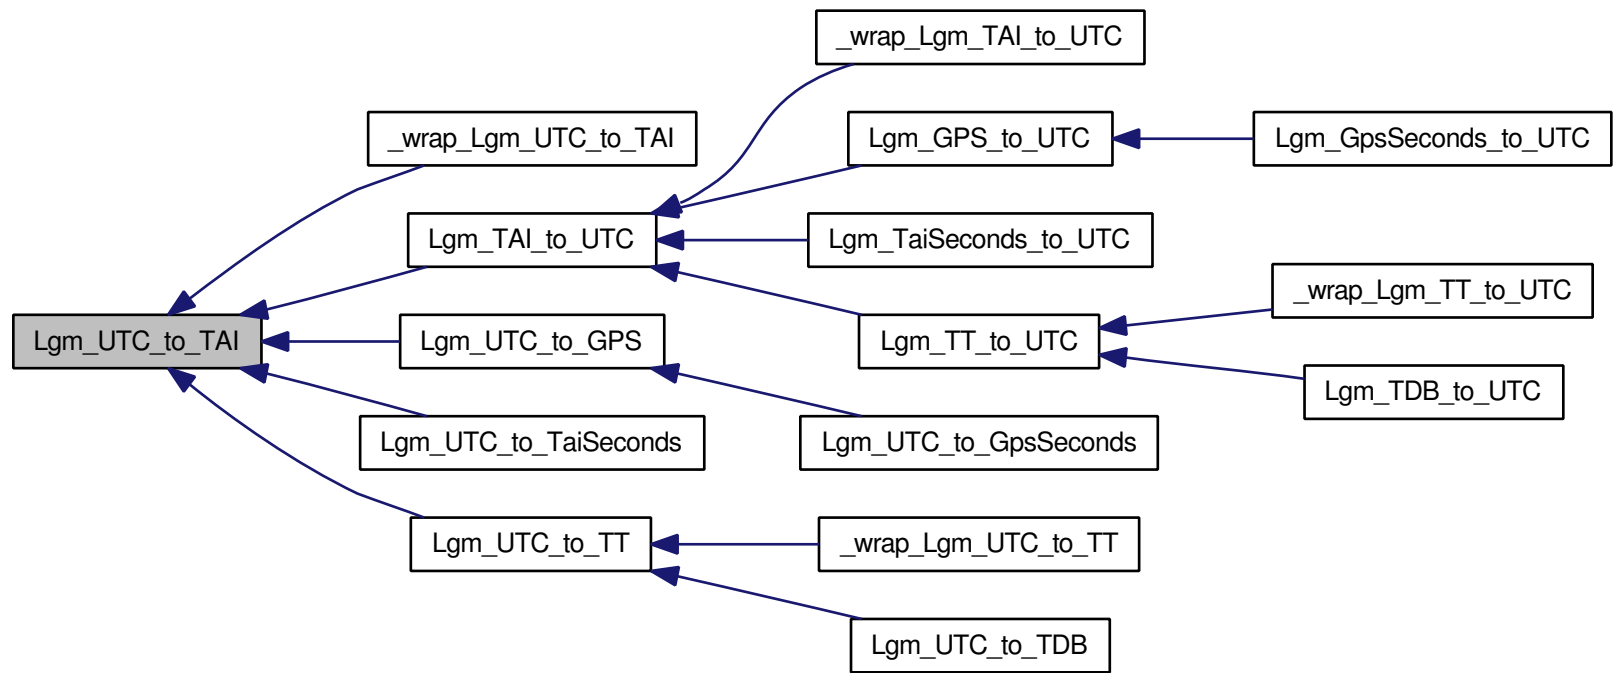 _wrap_Lgm_TAI_to_UTC
_wrap_Lgm_UTC_to_TAI
Lgm_GPS_to_UTC
Lgm_GpsSeconds_to_UTC
Lgm_TAI_to_UTC
Lgm_TaiSeconds_to_UTC
_wrap_Lgm_TT_to_UTC
Lgm_UTC_to_TAI
Lgm_UTC_to_GPS
Lgm_TT_to_UTC
Lgm_TDB_to_UTC
Lgm_UTC_to_TaiSeconds
Lgm_UTC_to_GpsSeconds
Lgm_UTC_to_TT
_wrap_Lgm_UTC_to_TT
Lgm_UTC_to_TDB